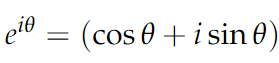 e^{iθ} = (cos θ + i sin θ)